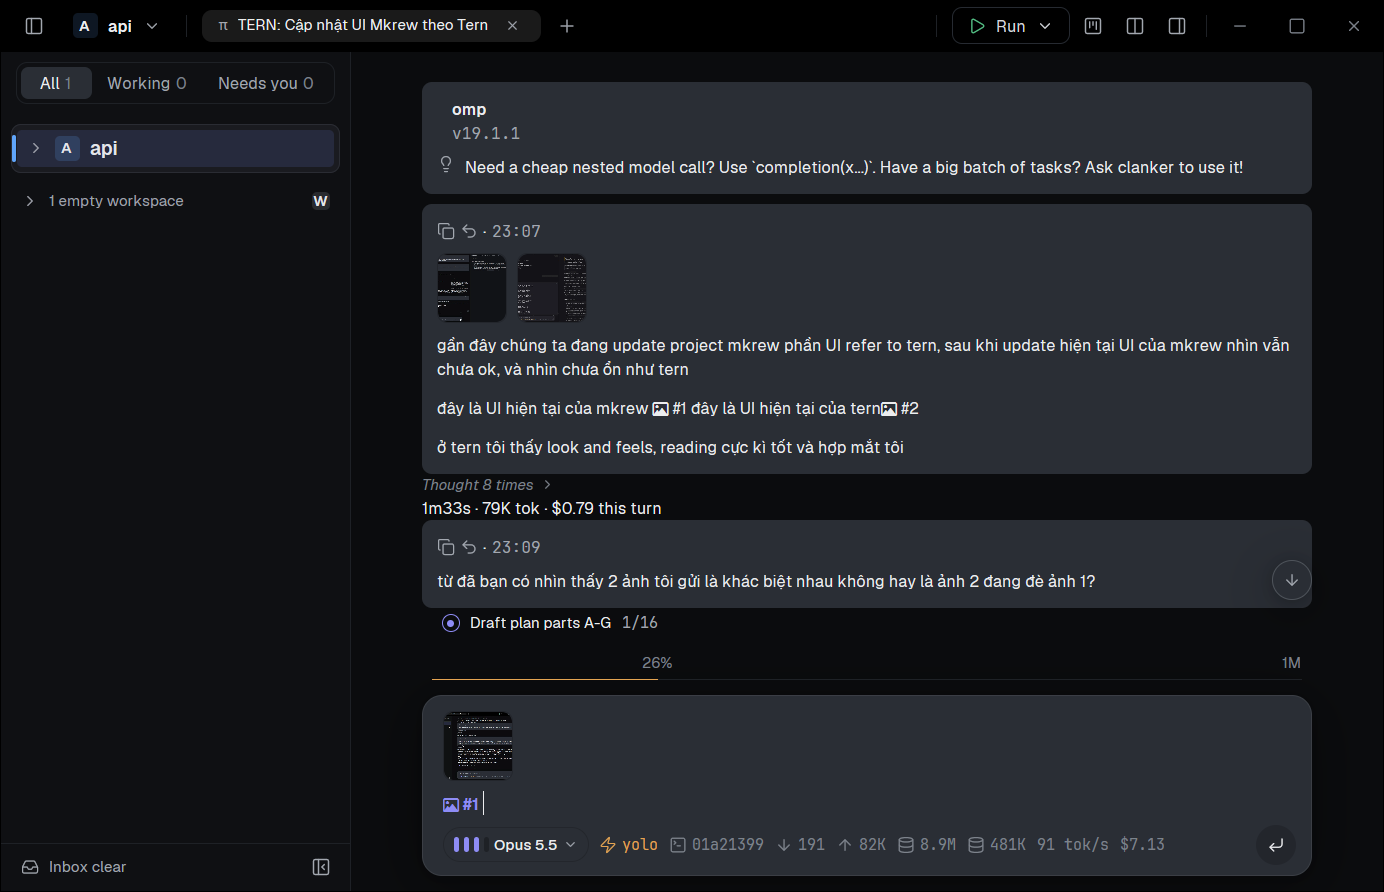 A api
π TERN: Cập nhật UI Mkrew theo Tern
Run
All 1 Working 0 Needs you 0
A api
1 empty workspace W
omp
v19.1.1
Need a cheap nested model call? Use `completion(x…)`. Have a big batch of tasks? Ask clanker to use it!
· 23:07
gần đây chúng ta đang update project mkrew phần UI refer to tern, sau khi update hiện tại UI của mkrew nhìn vẫn
chưa ok, và nhìn chưa ổn như tern
đây là UI hiện tại của mkrew #1 đây là UI hiện tại của tern #2
ở tern tôi thấy look and feels, reading cực kì tốt và hợp mắt tôi
Thought 8 times
1m33s · 79K tok · $0.79 this turn
· 23:09
từ đã bạn có nhìn thấy 2 ảnh tôi gửi là khác biệt nhau không hay là ảnh 2 đang đè ảnh 1?
Draft plan parts A-G 1/16
26% 1M
#1
Opus 5.5 yolo 01a21399 191 82K 8.9M 481K 91 tok/s $7.13
Inbox clear